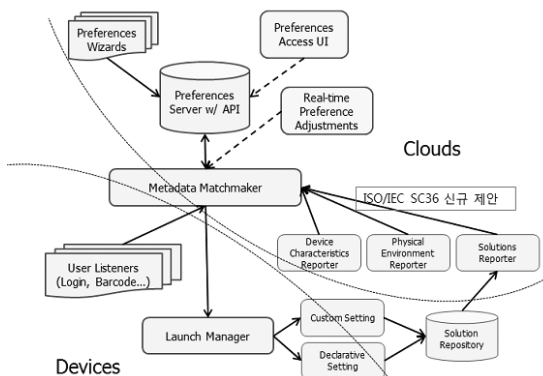 Preferences
Wizards
Preferences
Access UI
Preferences
Server w/ API
Real-time
Preference
Adjustments
Clouds
Metadata Matchmaker
ISO/IEC SC36 신규 제안
Device
Characteristics
Reporter
Physical
Environment
Reporter
Solutions
Reporter
User Listeners
(Login, Barcode...)
Launch Manager
Custom Setting
Declarative
Setting
Solution
Repository
Devices